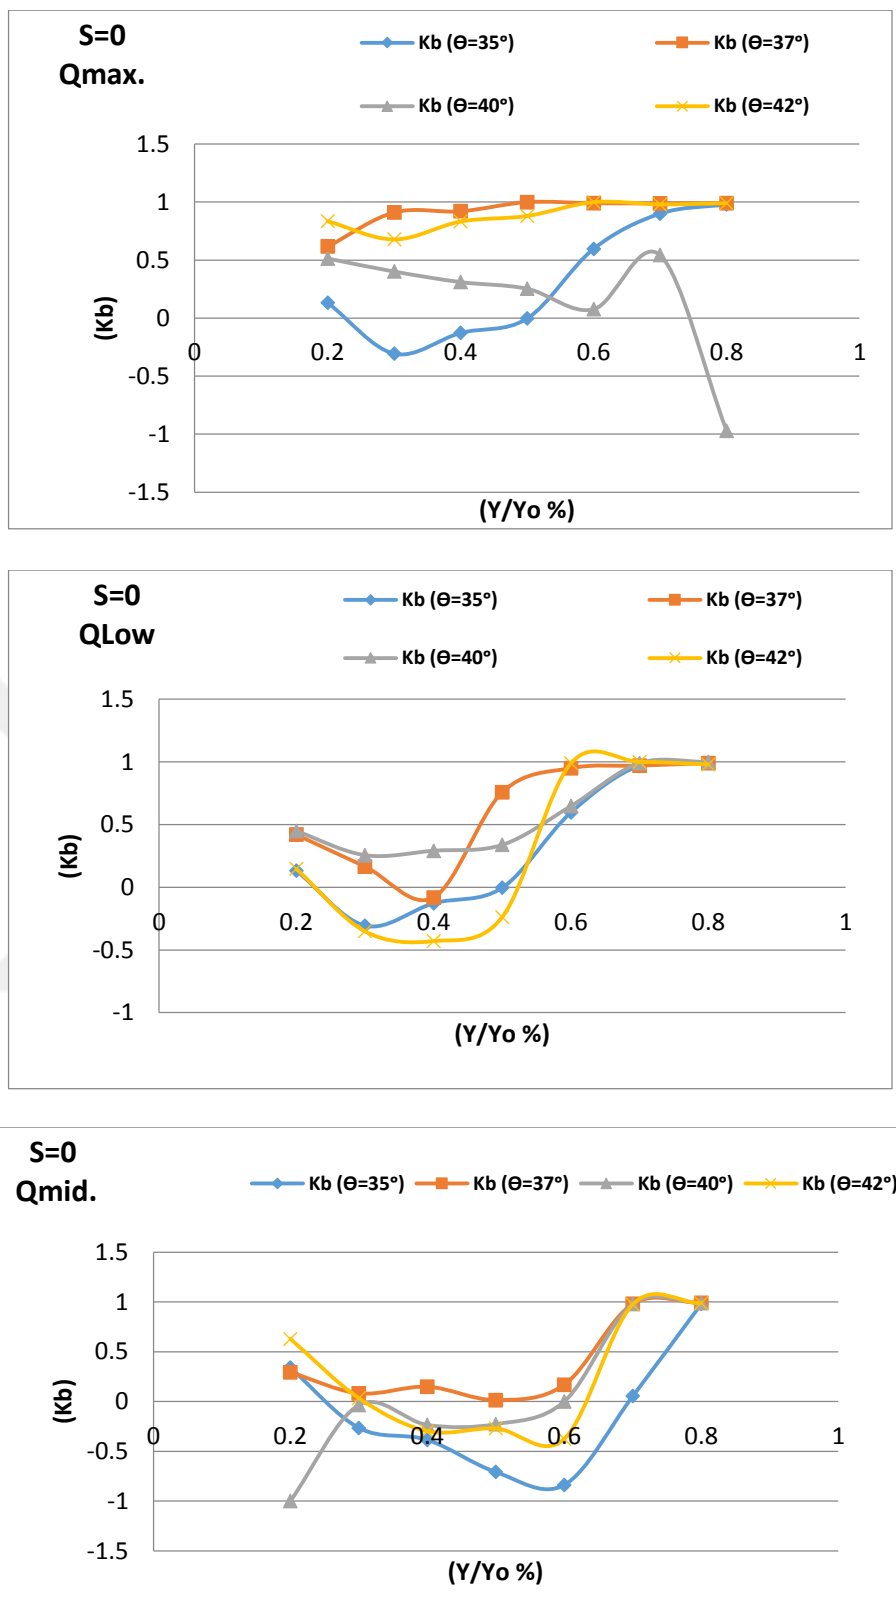 S=0
Qmax.
Kb (Ө=35°)
Kb (Ө=37°)
Kb (Ө=40°)
Kb (Ө=42°)
1.5
1
0.5
0
-0.5
-1
-1.5
(Kb)
0 0.2 0.4 0.6 0.8 1
(Y/Yo %)
S=0
QLow
Kb (Ө=35°)
Kb (Ө=37°)
Kb (Ө=40°)
Kb (Ө=42°)
1.5
1
0.5
0
-0.5
-1
(Kb)
0 0.2 0.4 0.6 0.8 1
(Y/Yo %)
S=0
Qmid.
Kb (Ө=35°) Kb (Ө=37°) Kb (Ө=40°) Kb (Ө=42°)
1.5
1
0.5
0
-0.5
-1
-1.5
(Kb)
0 0.2 0.4 0.6 0.8 1
(Y/Yo %)